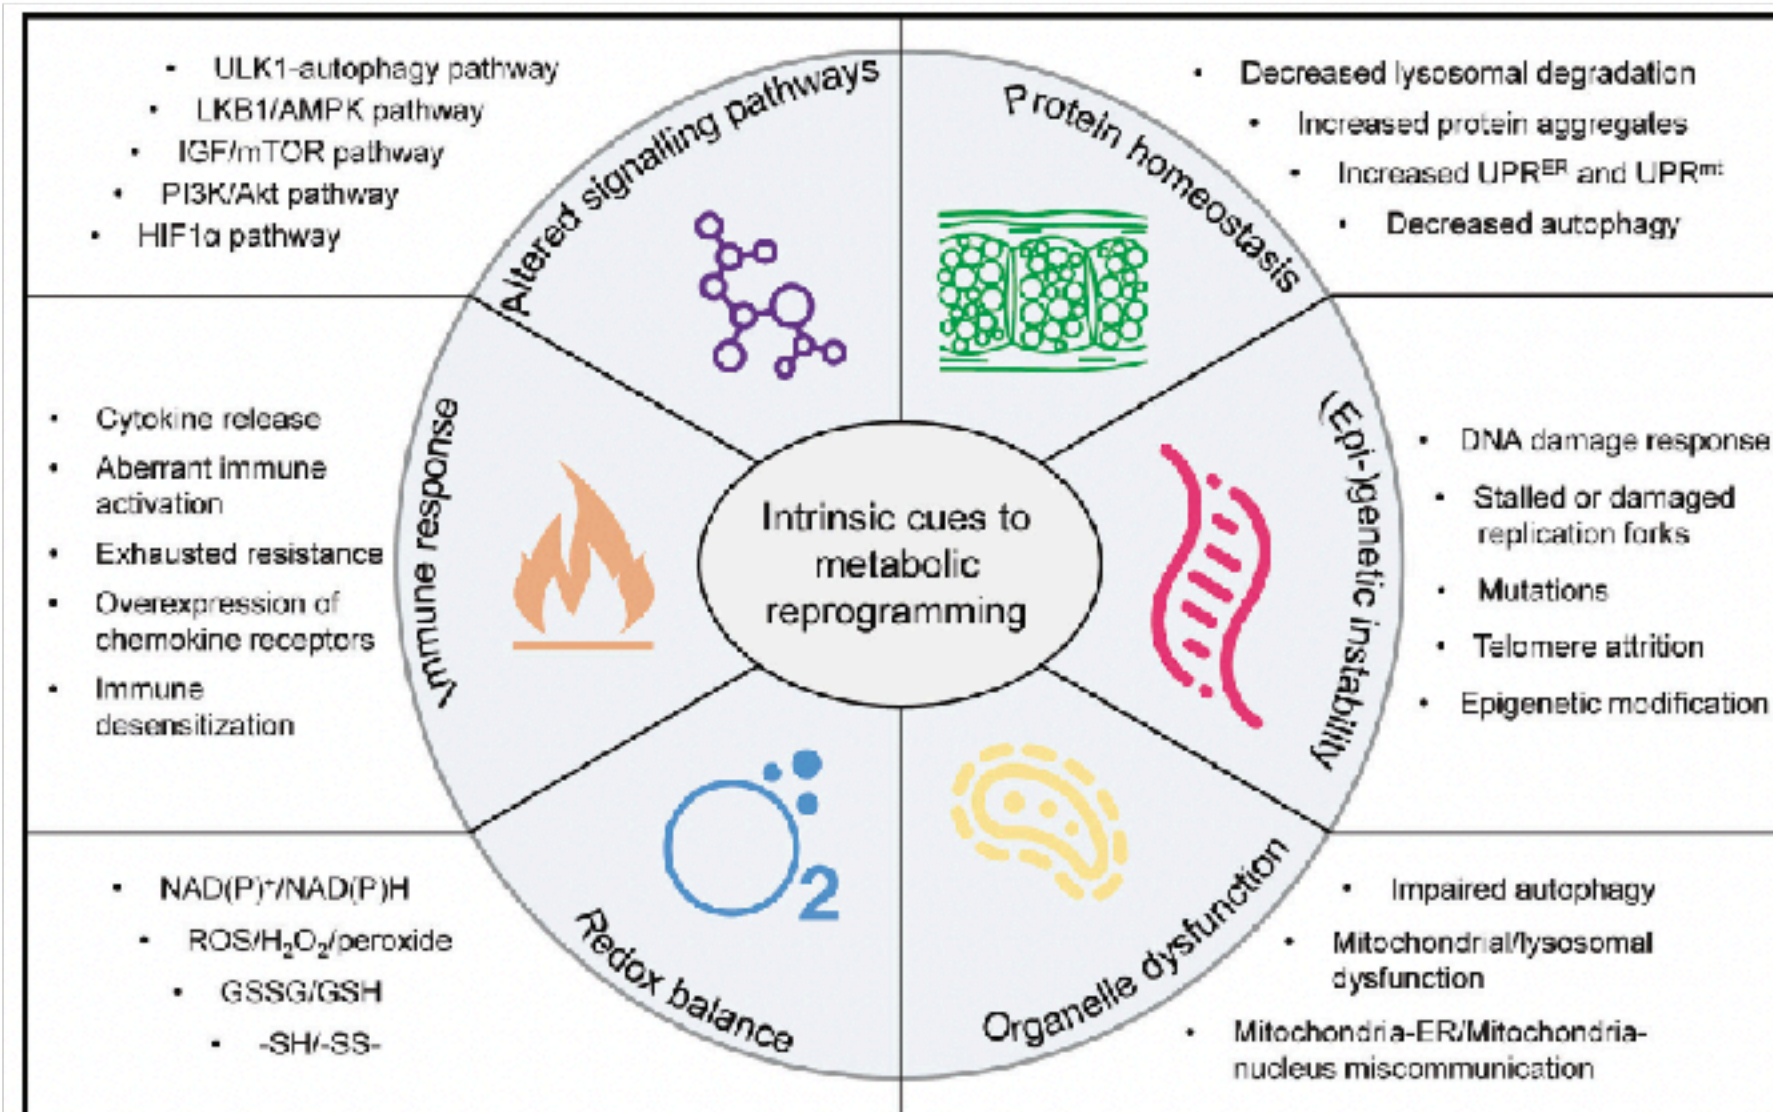 Altered signalling pathways
• ULK1-autophagy pathway
• LKB1/AMPK pathway
• IGF/mTOR pathway
• PI3K/Akt pathway
• HIF1α pathway
Protein homeostasis
• Decreased lysosomal degradation
• Increased protein aggregates
• Increased UPRᴱᴿ and UPRᵐᵗ
• Decreased autophagy
Immune response
• Cytokine release
• Aberrant immune
activation
• Exhausted resistance
• Overexpression of
chemokine receptors
• Immune
desensitization
Intrinsic cues to
metabolic
reprogramming
(Epi-)genetic instability
• DNA damage response
• Stalled or damaged
replication forks
• Mutations
• Telomere attrition
• Epigenetic modification
Redox balance
• NAD(P)⁺/NAD(P)H
• ROS/H₂O₂/peroxide
• GSSG/GSH
• -SH/-SS-
2
Organelle dysfunction
• Impaired autophagy
• Mitochondrial/lysosomal
dysfunction
• Mitochondria-ER/Mitochondria-
nucleus miscommunication